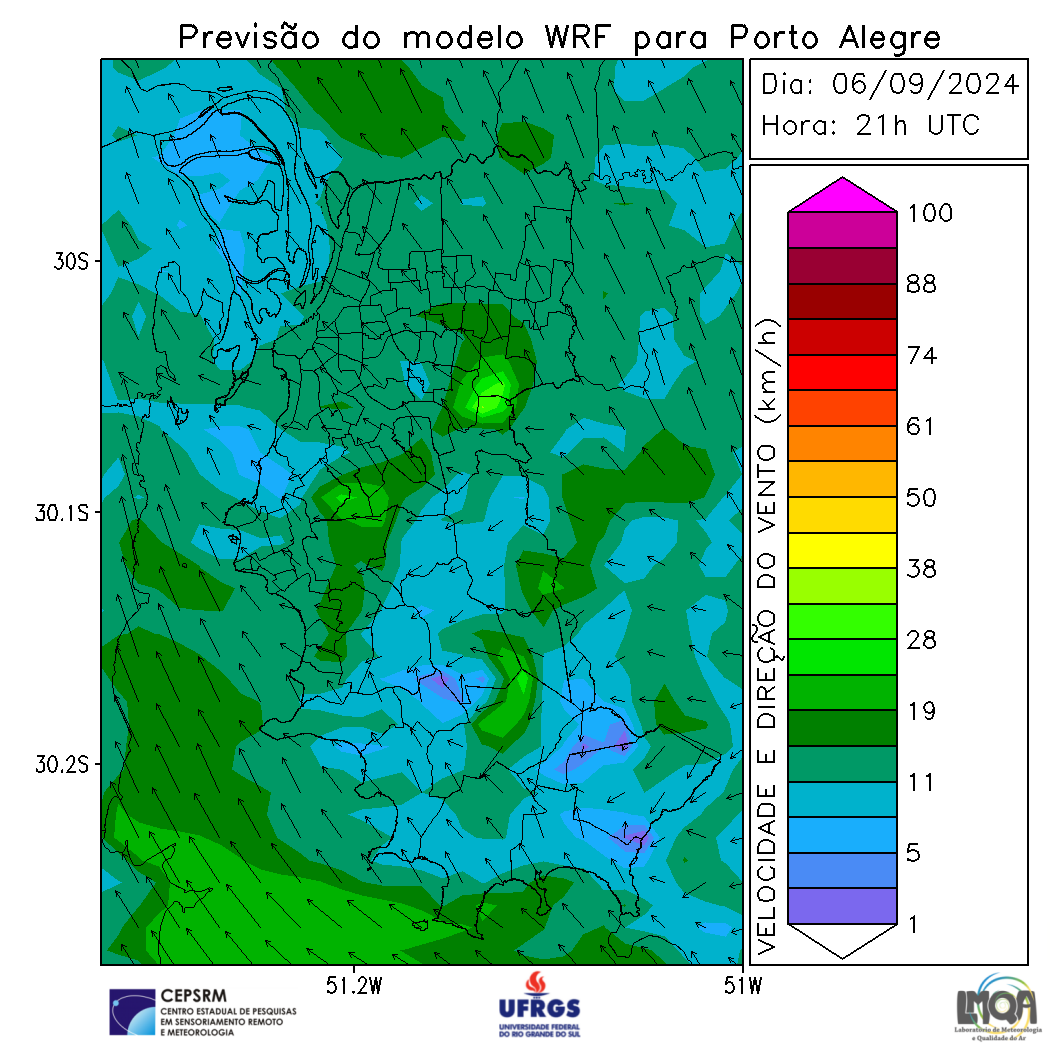 Previsão do modelo WRF para Porto Alegre
Dia: 06/09/2024
Hora: 21h UTC
30S
30.1S
30.2S
51.2W
51W
VELOCIDADE E DIREÇÃO DO VENTO (km/h)
100
88
74
61
50
38
28
19
11
5
1
CEPSRM
CENTRO ESTADUAL DE PESQUISAS
EM SENSORIAMENTO REMOTO
E METEOROLOGIA
UFRGS
UNIVERSIDADE FEDERAL
DO RIO GRANDE DO SUL
LMQA
Laboratório de Meteorologia
e Qualidade do Ar